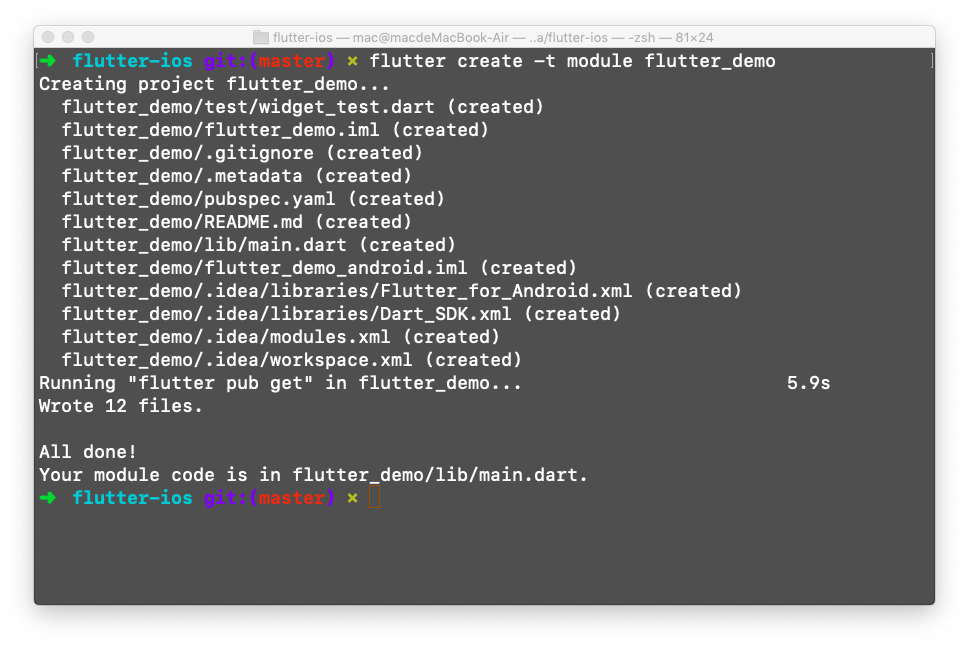 flutter-ios — mac@macdeMacBook-Air — ..a/flutter-ios — -zsh — 81×24
➜ flutter-ios git:(master) × flutter create -t module flutter_demo
Creating project flutter_demo...
flutter_demo/test/widget_test.dart (created)
flutter_demo/flutter_demo.iml (created)
flutter_demo/.gitignore (created)
flutter_demo/.metadata (created)
flutter_demo/pubspec.yaml (created)
flutter_demo/README.md (created)
flutter_demo/lib/main.dart (created)
flutter_demo/flutter_demo_android.iml (created)
flutter_demo/.idea/libraries/Flutter_for_Android.xml (created)
flutter_demo/.idea/libraries/Dart_SDK.xml (created)
flutter_demo/.idea/modules.xml (created)
flutter_demo/.idea/workspace.xml (created)
Running "flutter pub get" in flutter_demo... 5.9s
Wrote 12 files.
All done!
Your module code is in flutter_demo/lib/main.dart.
➜ flutter-ios git:(master) ×